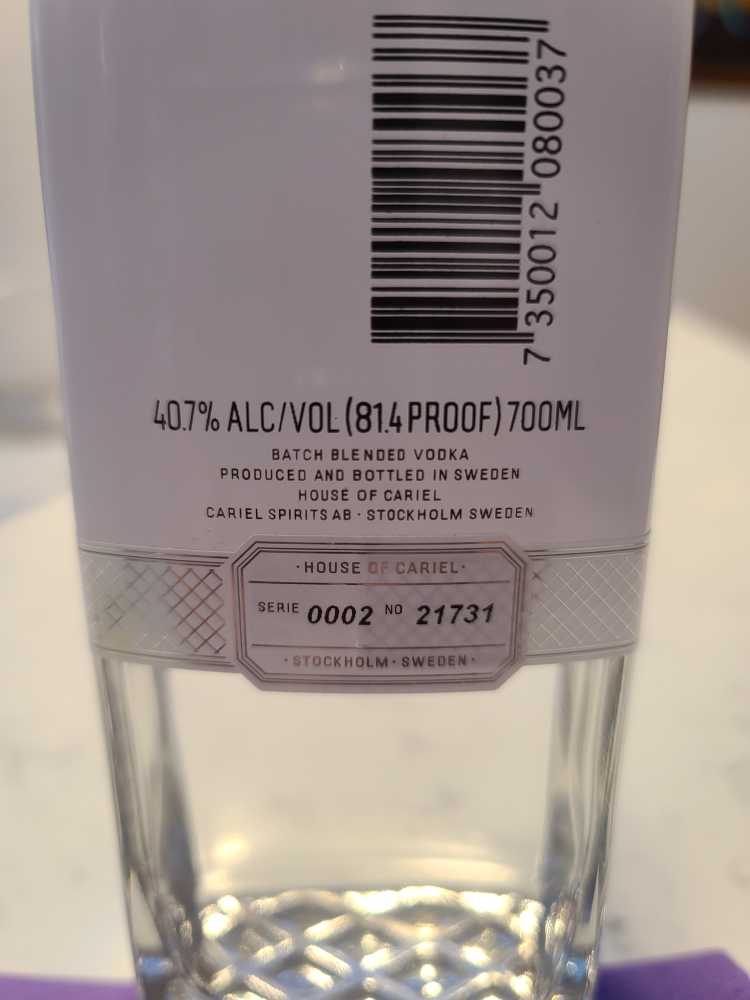 7 350012 080037
40.7% ALC/VOL (81.4 PROOF) 700ML
BATCH BLENDED VODKA
PRODUCED AND BOTTLED IN SWEDEN
HOUSE OF CARIEL
CARIEL SPIRITS AB · STOCKHOLM SWEDEN
· HOUSE OF CARIEL ·
SERIE 0002 NO 21731
· STOCKHOLM · SWEDEN ·